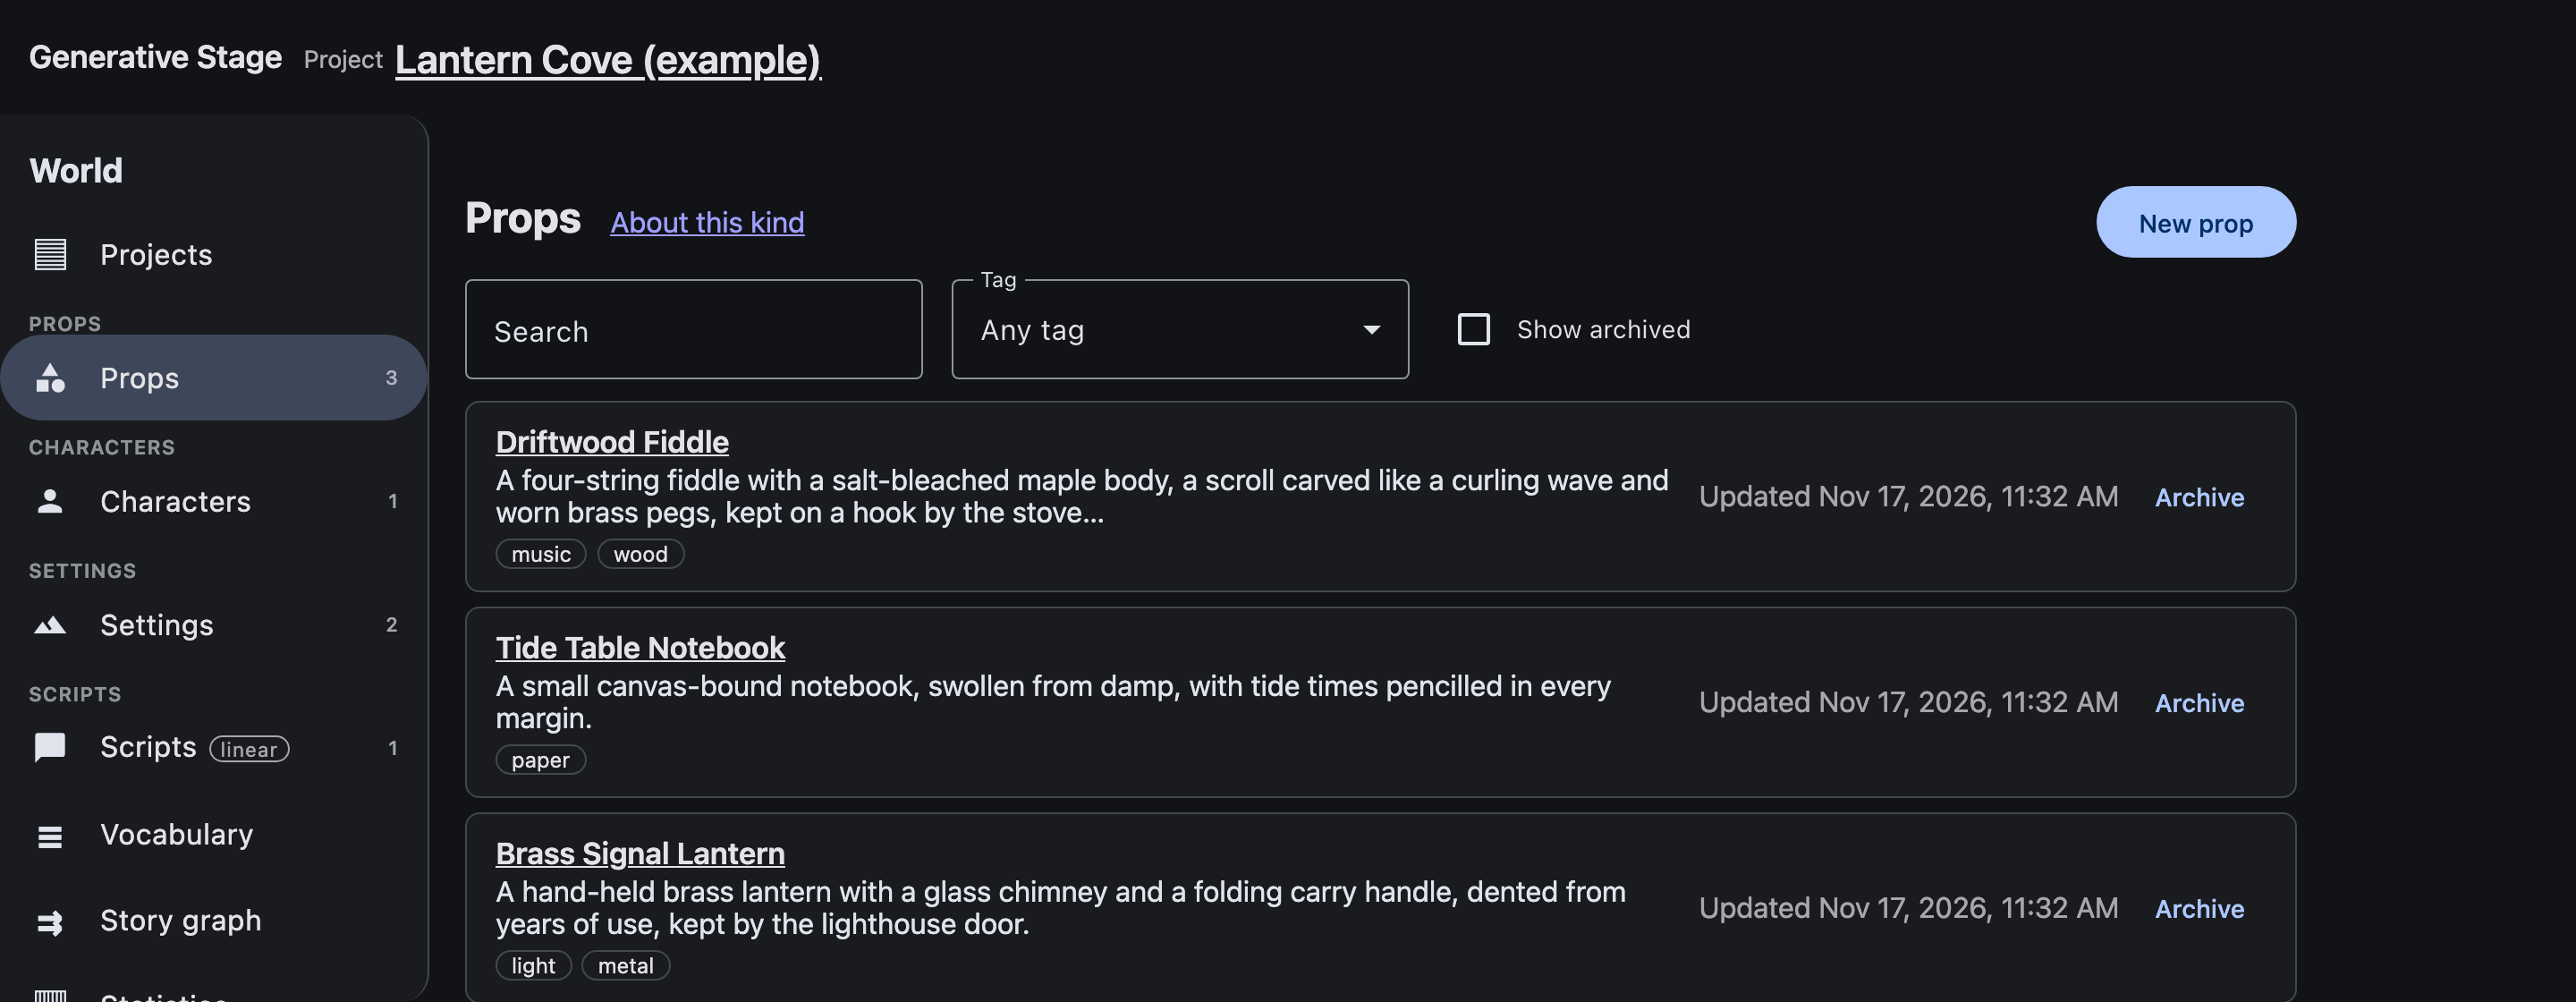 Generative Stage Project Lantern Cove (example)
World
Projects
PROPS
Props 3
CHARACTERS
Characters 1
SETTINGS
Settings 2
SCRIPTS
Scripts linear 1
Vocabulary
Story graph
Statistics
Props About this kind
New prop
Search
Tag
Any tag
Show archived
Driftwood Fiddle
A four-string fiddle with a salt-bleached maple body, a scroll carved like a curling wave and
worn brass pegs, kept on a hook by the stove...
music wood
Updated Nov 17, 2026, 11:32 AM Archive
Tide Table Notebook
A small canvas-bound notebook, swollen from damp, with tide times pencilled in every
margin.
paper
Updated Nov 17, 2026, 11:32 AM Archive
Brass Signal Lantern
A hand-held brass lantern with a glass chimney and a folding carry handle, dented from
years of use, kept by the lighthouse door.
light metal
Updated Nov 17, 2026, 11:32 AM Archive